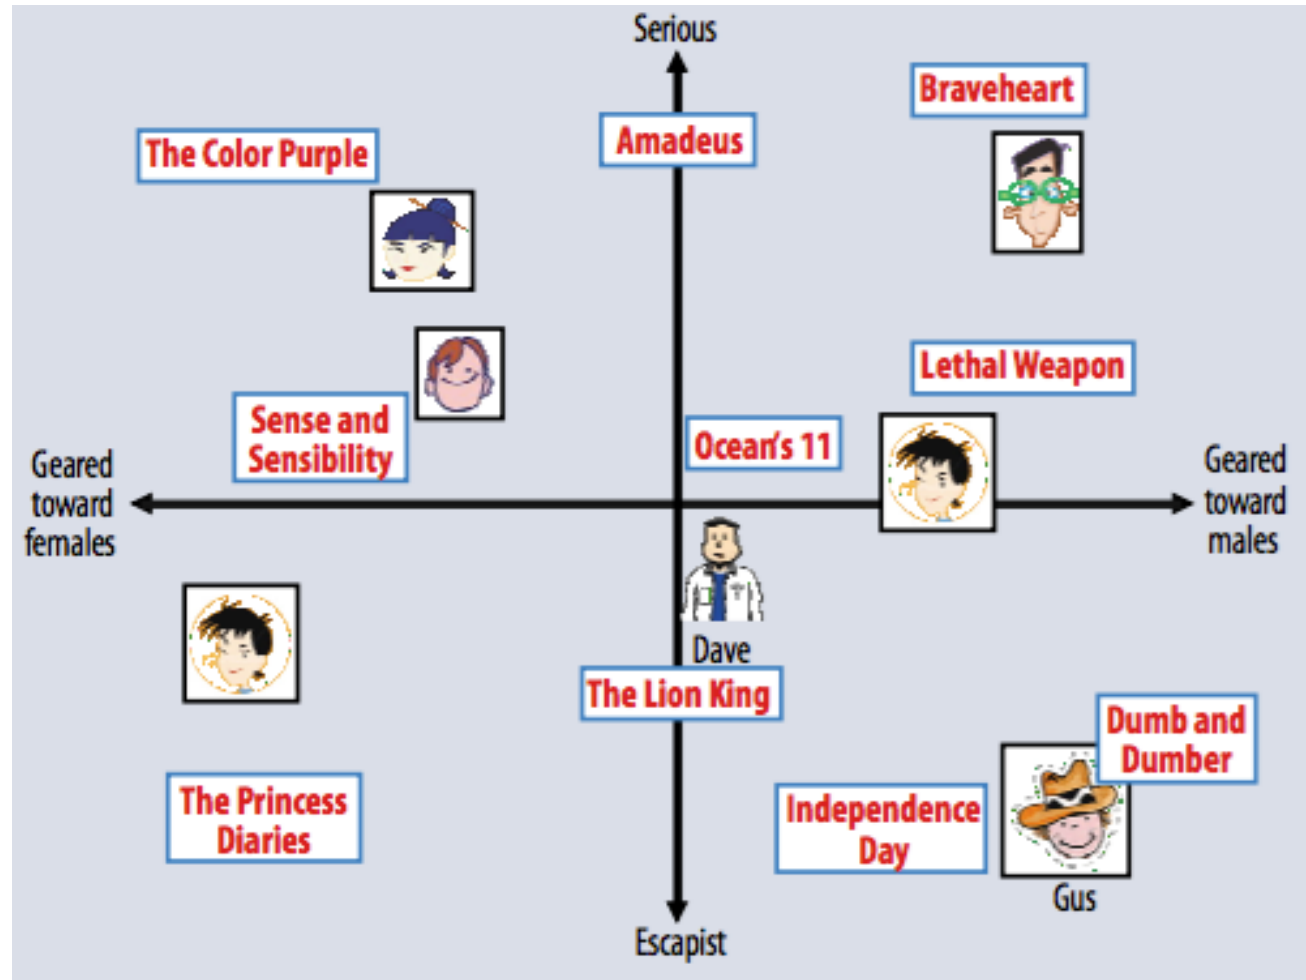 Serious
Braveheart
Amadeus
The Color Purple
Lethal Weapon
Sense and
Sensibility
Ocean's 11
Geared
toward
females
Geared
toward
males
Dave
The Lion King
Dumb and
Dumber
The Princess
Diaries
Independence
Day
Gus
Escapist